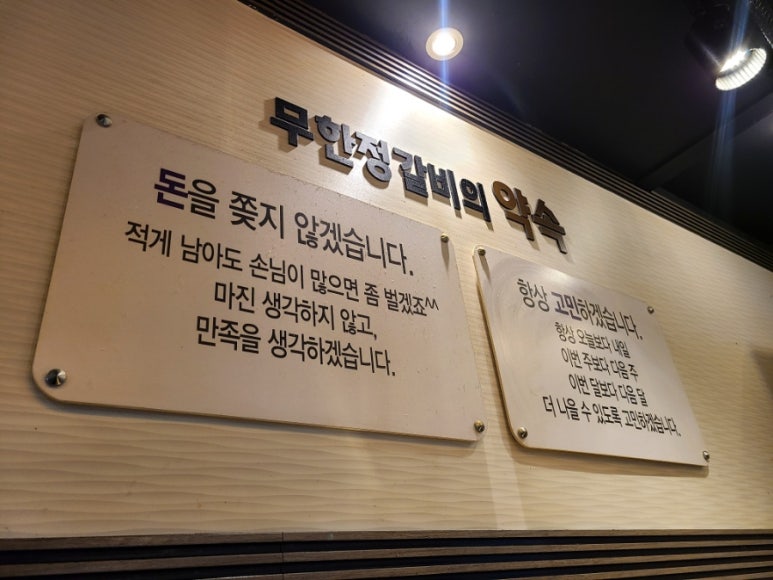 무한정갈비의 약속
돈을 쫓지 않겠습니다.
적게 남아도 손님이 많으면 좀 벌겠죠^^
마진 생각하지 않고,
만족을 생각하겠습니다.
항상 고민하겠습니다.
항상 오늘보다 내일
이번 주보다 다음 주
이번 달보다 다음 달
더 나을 수 있도록 고민하겠습니다.